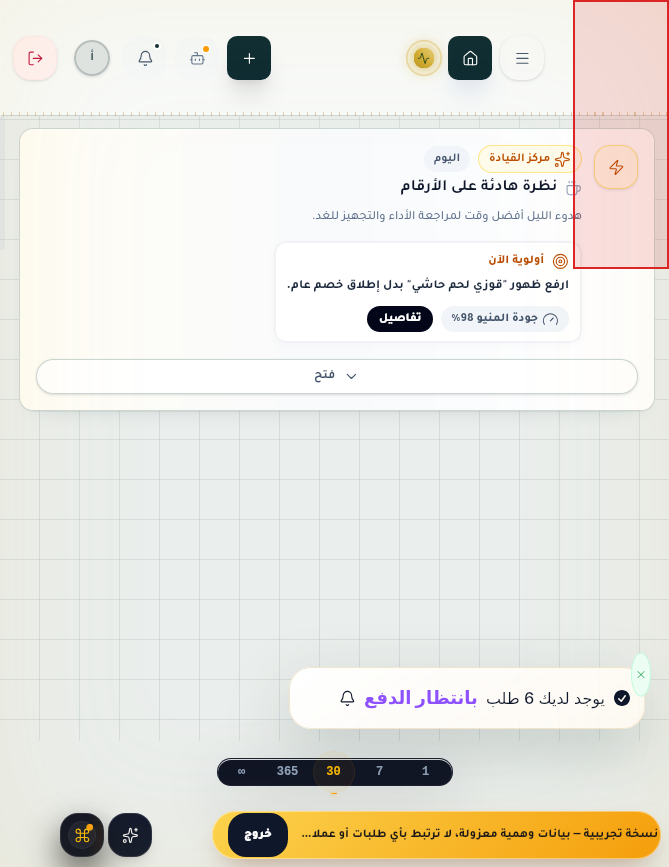 أ
مركز القيادة اليوم
نظرة هادئة على الأرقام
هدوء الليل أفضل وقت لمراجعة الأداء والتجهيز للغد.
أولوية الآن
ارفع ظهور "قوزي لحم حاشي" بدل إطلاق خصم عام.
جودة المنيو 98% تفاصيل
فتح
يوجد لديك 6 طلب بانتظار الدفع
1 7 30 365 ∞
نسخة تجريبية — بيانات وهمية معزولة، لا ترتبط بأي طلبات أو عملا... خروج